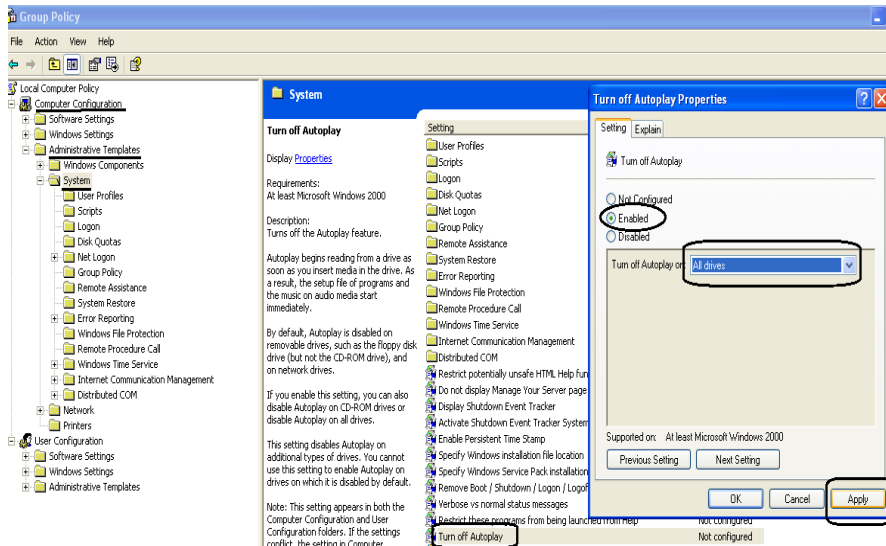 Group Policy
File Action View Help
Local Computer Policy
Computer Configuration
Software Settings
Windows Settings
Administrative Templates
Windows Components
System
User Profiles
Scripts
Logon
Disk Quotas
Net Logon
Group Policy
Remote Assistance
System Restore
Error Reporting
Windows File Protection
Remote Procedure Call
Windows Time Service
Internet Communication Management
Distributed COM
Network
Printers
User Configuration
Software Settings
Windows Settings
Administrative Templates
System
Turn off Autoplay
Display Properties
Requirements:
At least Microsoft Windows 2000
Description:
Turns off the Autoplay feature.
Autoplay begins reading from a drive as
soon as you insert media in the drive. As
a result, the setup file of programs and
the music on audio media start
immediately.
By default, Autoplay is disabled on
removable drives, such as the floppy disk
drive (but not the CD-ROM drive), and
on network drives.
If you enable this setting, you can also
disable Autoplay on CD-ROM drives or
disable Autoplay on all drives.
This setting disables Autoplay on
additional types of drives. You cannot
use this setting to enable Autoplay on
drives on which it is disabled by default.
Note: This setting appears in both the
Computer Configuration and User
Configuration folders. If the settings
conflict, the setting in Computer
Setting
User Profiles
Scripts
Logon
Disk Quotas
Net Logon
Group Policy
Remote Assistance
System Restore
Error Reporting
Windows File Protection
Remote Procedure Call
Windows Time Service
Internet Communication Management
Distributed COM
Restrict potentially unsafe HTML Help fun
Do not display Manage Your Server page
Display Shutdown Event Tracker
Activate Shutdown Event Tracker System
Enable Persistent Time Stamp
Specify Windows installation file location
Specify Windows Service Pack installation
Remove Boot / Shutdown / Logon / Logof
Verbose vs normal status messages
Restrict these programs from being launched from Help Not configured
Turn off Autoplay Not configured
Turn off Autoplay Properties
Setting Explain
Turn off Autoplay
Not Configured
Enabled
Disabled
Turn off Autoplay on: All drives
Supported on: At least Microsoft Windows 2000
Previous Setting Next Setting
OK Cancel Apply